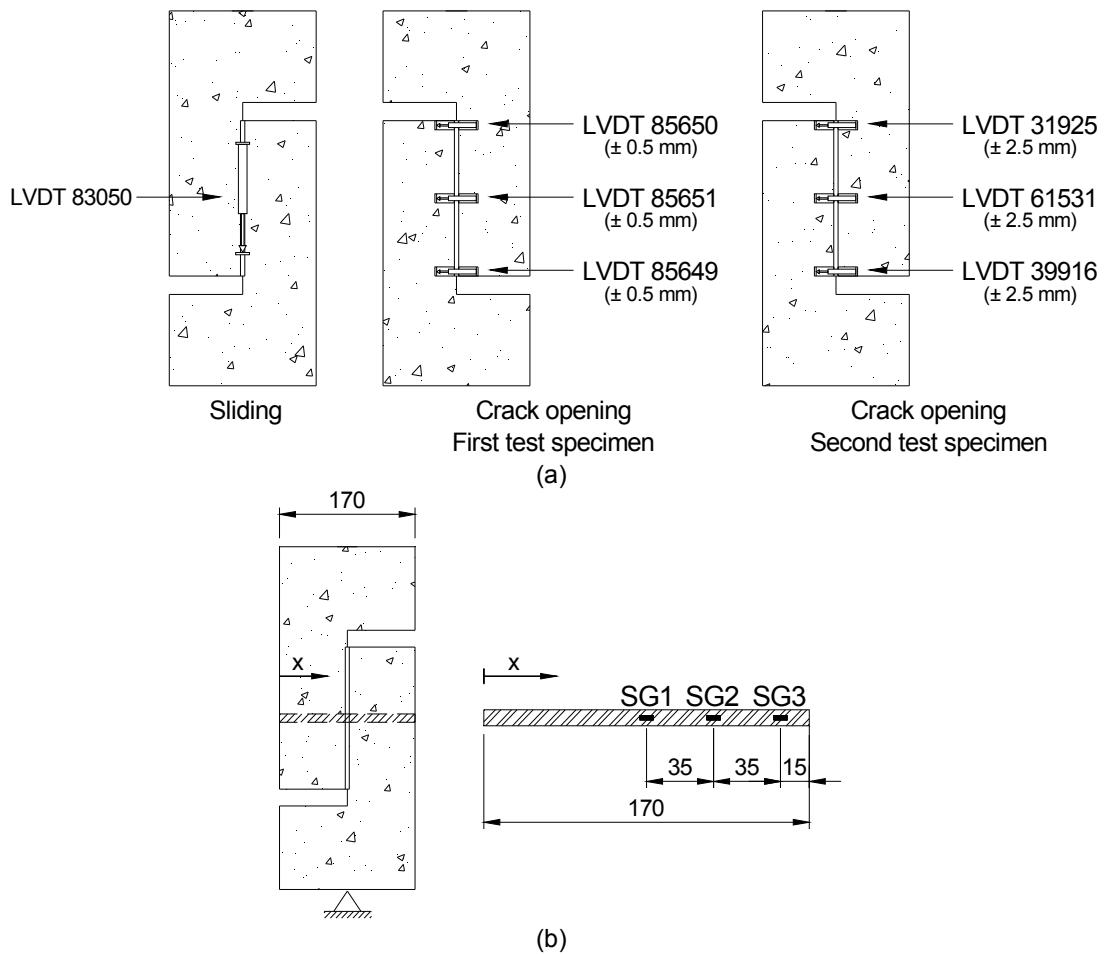 LVDT 83050
LVDT 85650
(± 0.5 mm)
LVDT 85651
(± 0.5 mm)
LVDT 85649
(± 0.5 mm)
LVDT 31925
(± 2.5 mm)
LVDT 61531
(± 2.5 mm)
LVDT 39916
(± 2.5 mm)
Sliding
Crack opening
First test specimen
Crack opening
Second test specimen
(a)
170
x
x
SG1 SG2 SG3
35 35 15
170
(b)